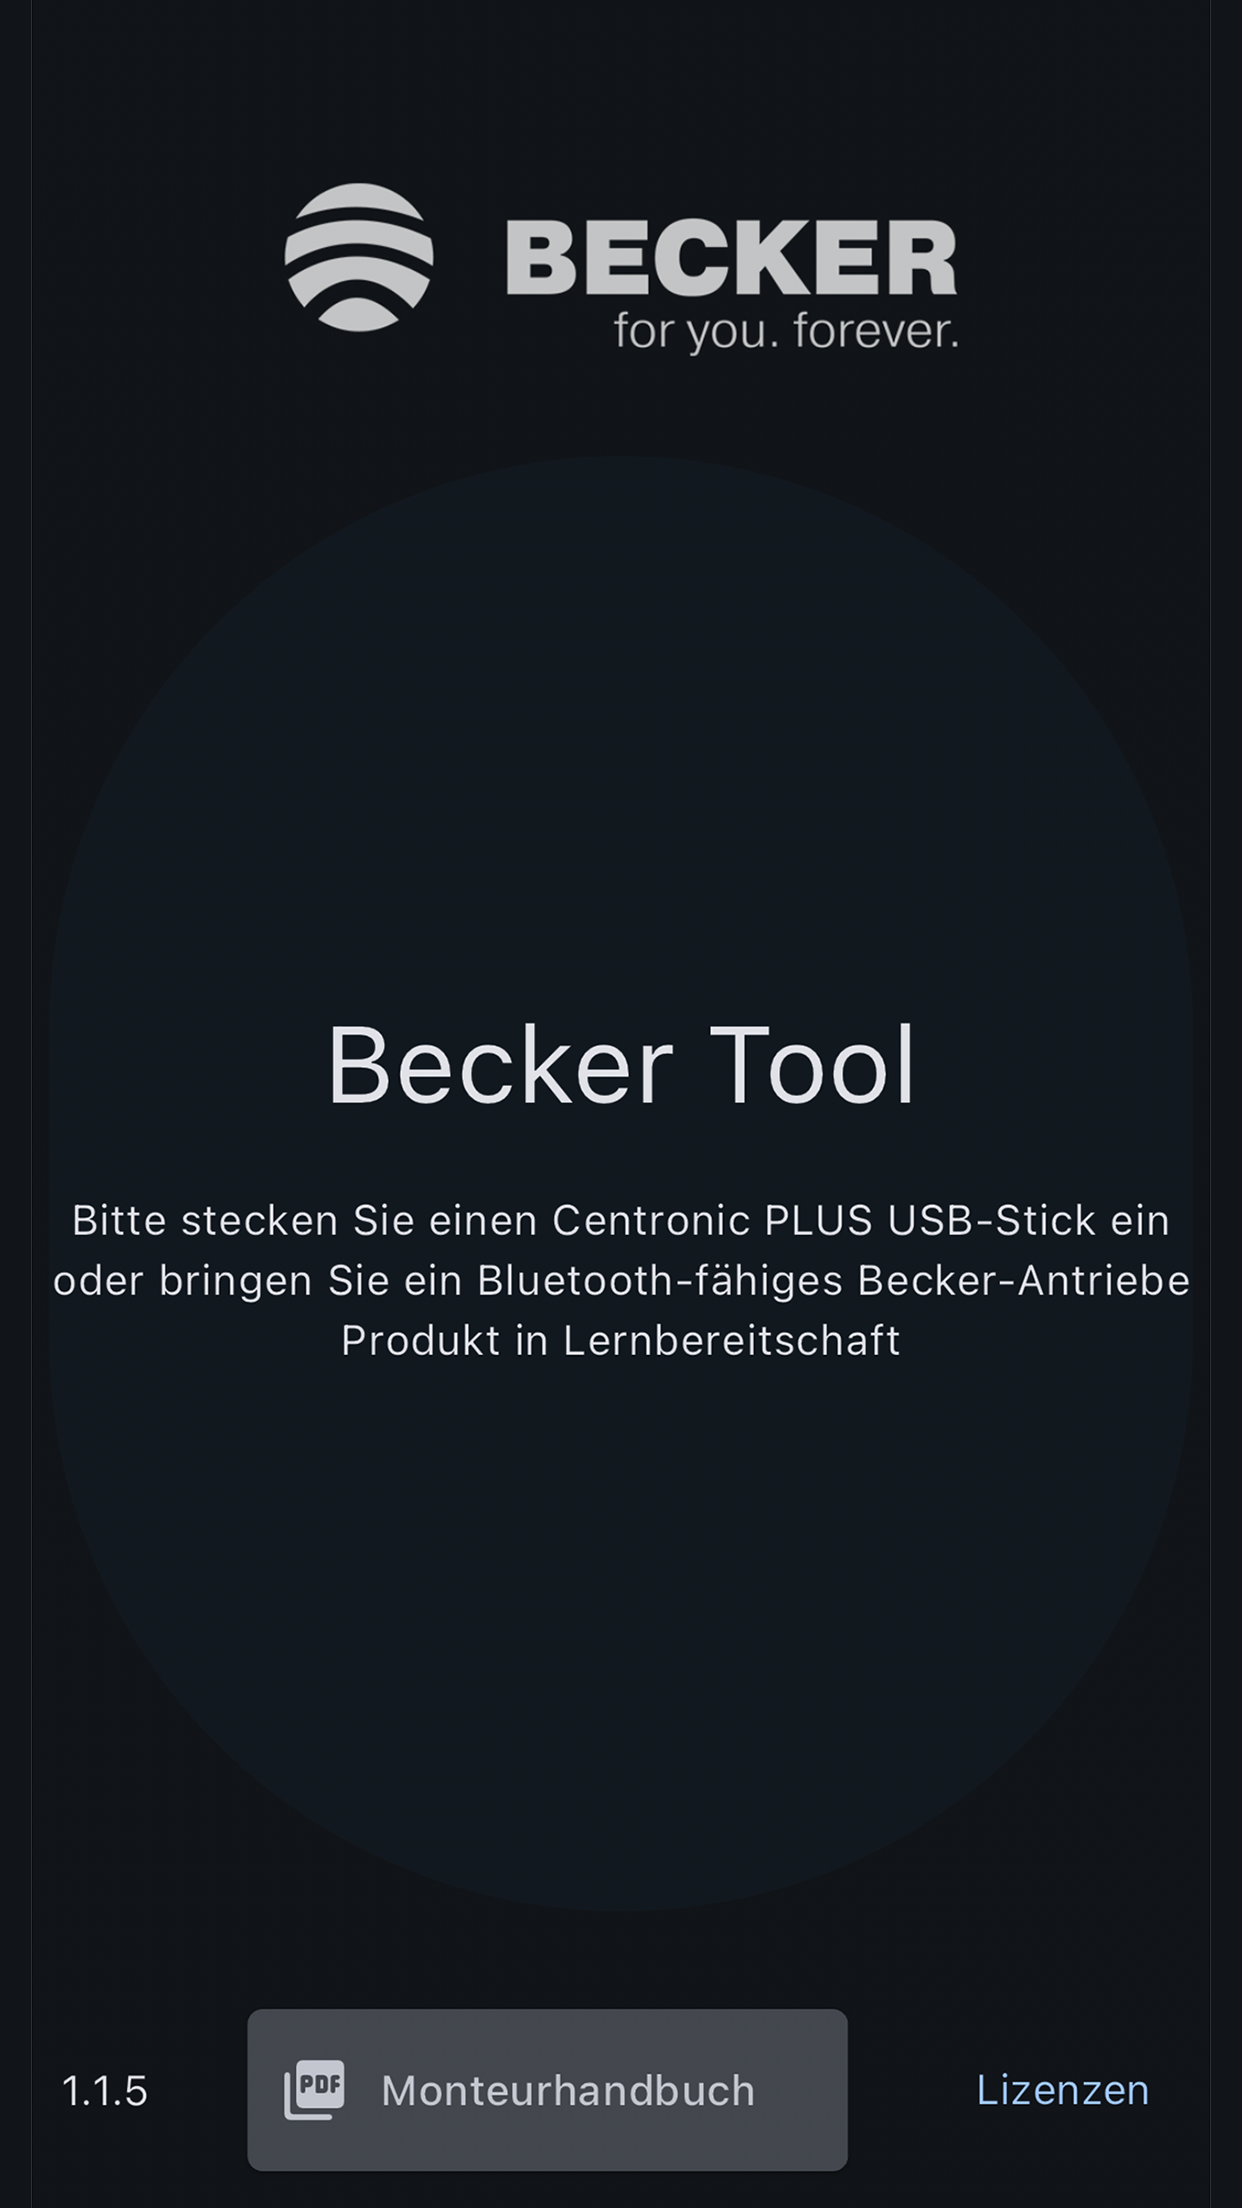 BECKER
for you. forever.
Becker Tool
Bitte stecken Sie einen Centronic PLUS USB-Stick ein
oder bringen Sie ein Bluetooth-fähiges Becker-Antriebe
Produkt in Lernbereitschaft
1.1.5
PDF
Monteurhandbuch
Lizenzen